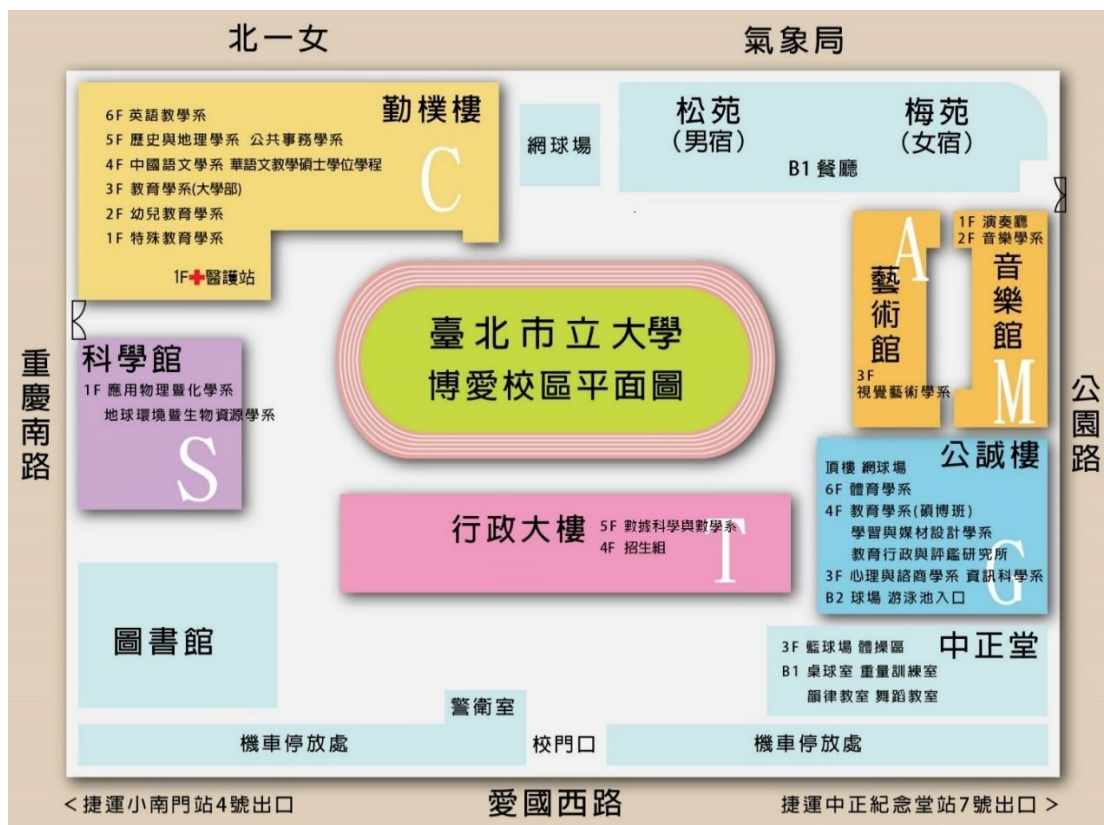 北一女
氣象局
勤樸樓
6F 英語教學系
5F 歷史與地理學系 公共事務學系
4F 中國語文學系 華語文教學碩士學位學程
3F 教育學系(大學部)
2F 幼兒教育學系
1F 特殊教育學系
1F 醫護站
C
網球場
松苑
(男宿)
梅苑
(女宿)
B1 餐廳
A
藝術館
3F
視覺藝術學系
1F 演奏廳
2F 音樂學系
音樂館
M
臺北市立大學
博愛校區平面圖
重慶南路
科學館
1F 應用物理暨化學系
地球環境暨生物資源學系
S
公園路
公誠樓
頂樓 網球場
6F 體育學系
4F 教育學系(碩博班)
學習與媒材設計學系
教育行政與評鑑研究所
3F 心理與諮商學系 資訊科學系
B2 球場 游泳池入口
G
行政大樓
5F 數據科學與數學系
4F 招生組
T
圖書館
中正堂
3F 籃球場 體操區
B1 桌球室 重量訓練室
韻律教室 舞蹈教室
警衛室
機車停放處
校門口
機車停放處
<捷運小南門站4號出口
愛國西路
捷運中正紀念堂站7號出口>